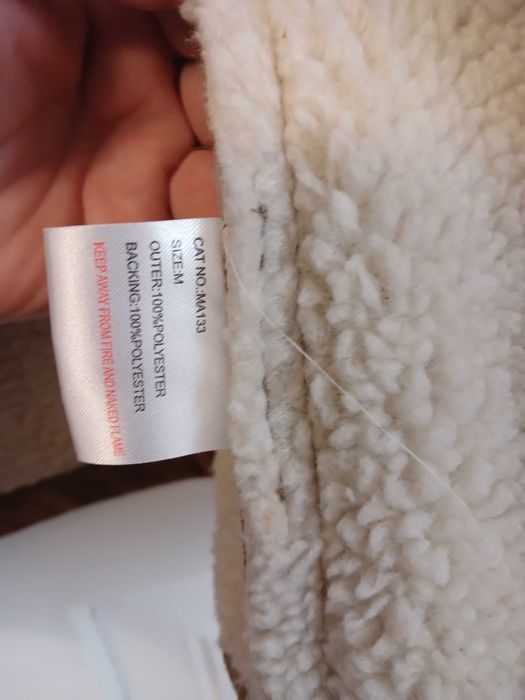 CAT NO.:MA133
SIZE:M
OUTER:100%POLYESTER
BACKING:100%POLYESTER
KEEP AWAY FROM FIRE AND NAKED FLAME